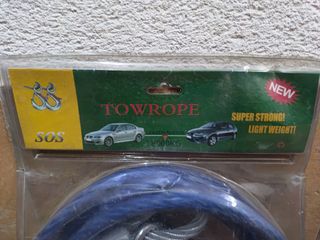 NEW
TOWROPE
SUPER STRONG!
LIGHT WEIGHT!
SOS